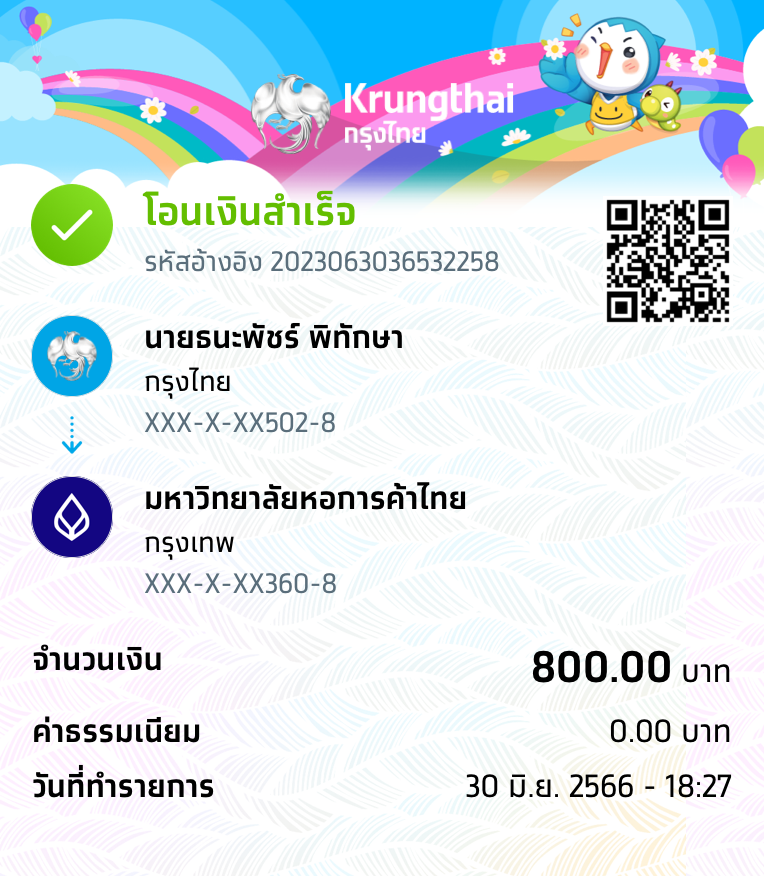 Krungthai
กรุงไทย
โอนเงินสำเร็จ
รหัสอ้างอิง 2023063036532258
นายธนะพัชร์ พิทักษา
กรุงไทย
XXX-X-XX502-8
มหาวิทยาลัยหอการค้าไทย
กรุงเทพ
XXX-X-XX360-8
จำนวนเงิน 800.00 บาท
ค่าธรรมเนียม 0.00 บาท
วันที่ทำรายการ 30 มิ.ย. 2566 - 18:27